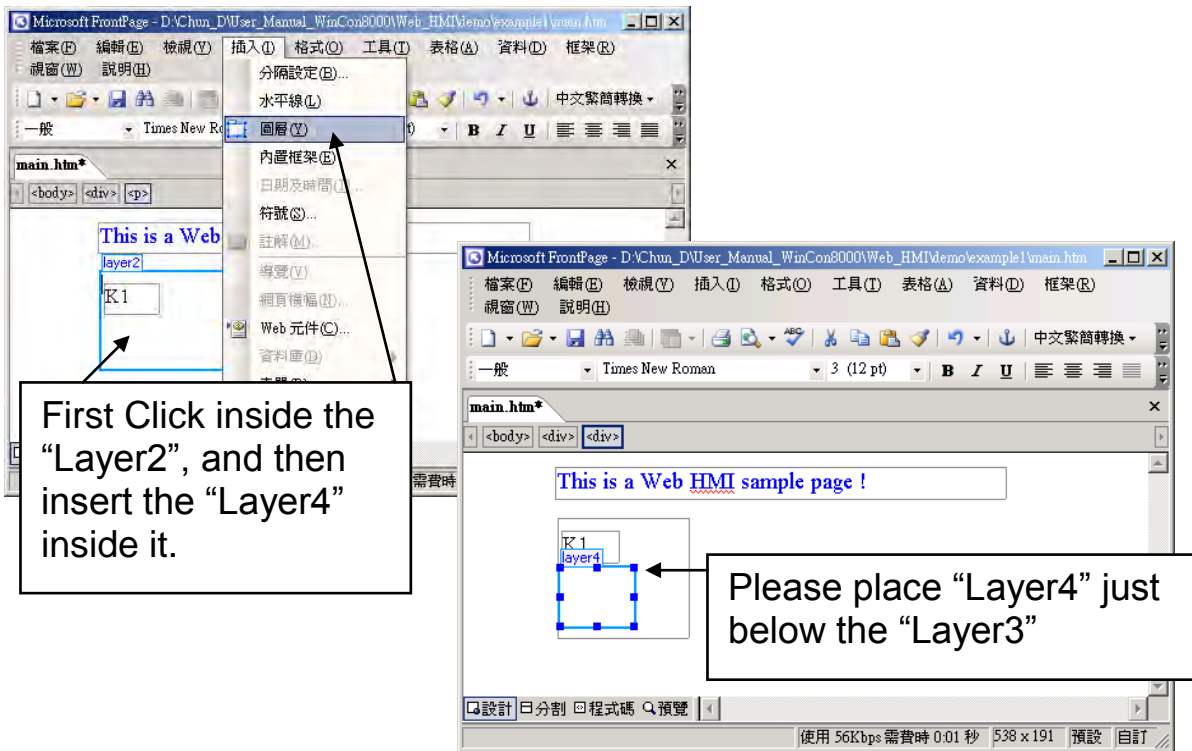 Microsoft FrontPage - D:\Chun_D\User_Manual_WinCon8000\Web_HMI\demo\example1\main.htm
檔案(F) 編輯(E) 檢視(V) 插入(I) 格式(O) 工具(T) 表格(A) 資料(D) 框架(R)
視窗(W) 說明(H)
中文繁簡轉換
一般 Times New Ro B I U
main.htm*
<body> <div> <p>
分隔設定(B)...
水平線(L)
圖層(Y)
內置框架(E)
日期及時間
符號(S)...
註解(M)...
導覽(V)
網頁橫幅(N)...
Web 元件(C)...
資料庫(D)
This is a Web
layer2
K1
需費時
First Click inside the
“Layer2”, and then
insert the “Layer4”
inside it.
Microsoft FrontPage - D:\Chun_D\User_Manual_WinCon8000\Web_HMI\demo\example1\main.htm
檔案(F) 編輯(E) 檢視(V) 插入(I) 格式(O) 工具(T) 表格(A) 資料(D) 框架(R)
視窗(W) 說明(H)
中文繁簡轉換
一般 Times New Roman 3 (12 pt) B I U
main.htm*
<body> <div> <div>
This is a Web HMI sample page !
K1
layer4
Please place “Layer4” just
below the “Layer3”
設計 分割 程式碼 預覽
使用 56Kbps 需費時 0:01 秒 538 x 191 預設 自訂